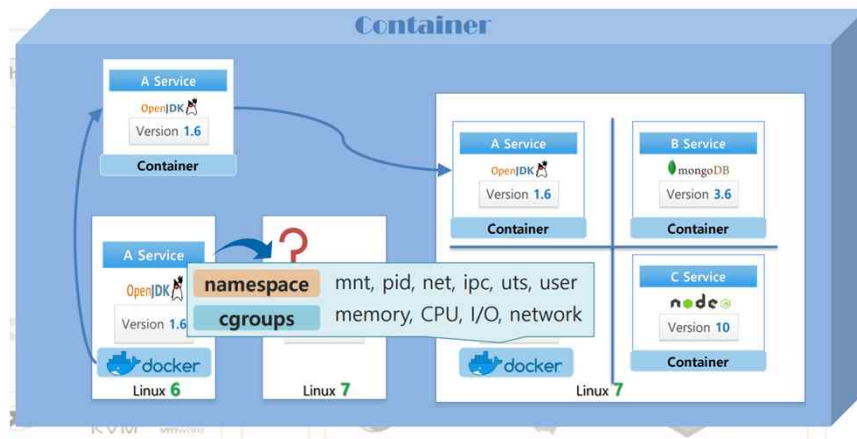 Container
A Service
OpenJDK
Version 1.6
Container
A Service
OpenJDK
Version 1.6
Container
B Service
mongoDB
Version 3.6
Container
A Service
OpenJDK
Version 1.6
docker
Linux 6
namespace mnt, pid, net, ipc, uts, user
cgroups memory, CPU, I/O, network
?
Linux 7
docker
C Service
node
Version 10
Container
Linux 7
KVM vmware